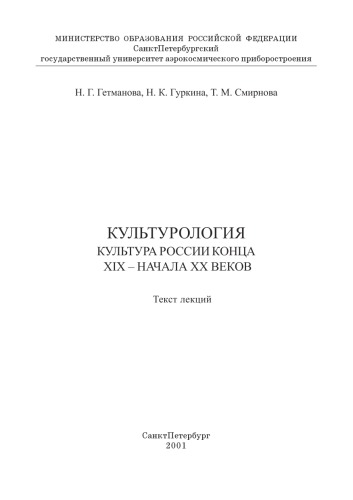 МИНИСТЕРСТВО ОБРАЗОВАНИЯ РОССИЙСКОЙ ФЕДЕРАЦИИ
СанктПетербургский
государственный университет аэрокосмического приборостроения
Н. Г. Гетманова, Н. К. Гуркина, Т. М. Смирнова
КУЛЬТУРОЛОГИЯ
КУЛЬТУРА РОССИИ КОНЦА
XIX – НАЧАЛА XX ВЕКОВ
Текст лекций
СанктПетербург
2001